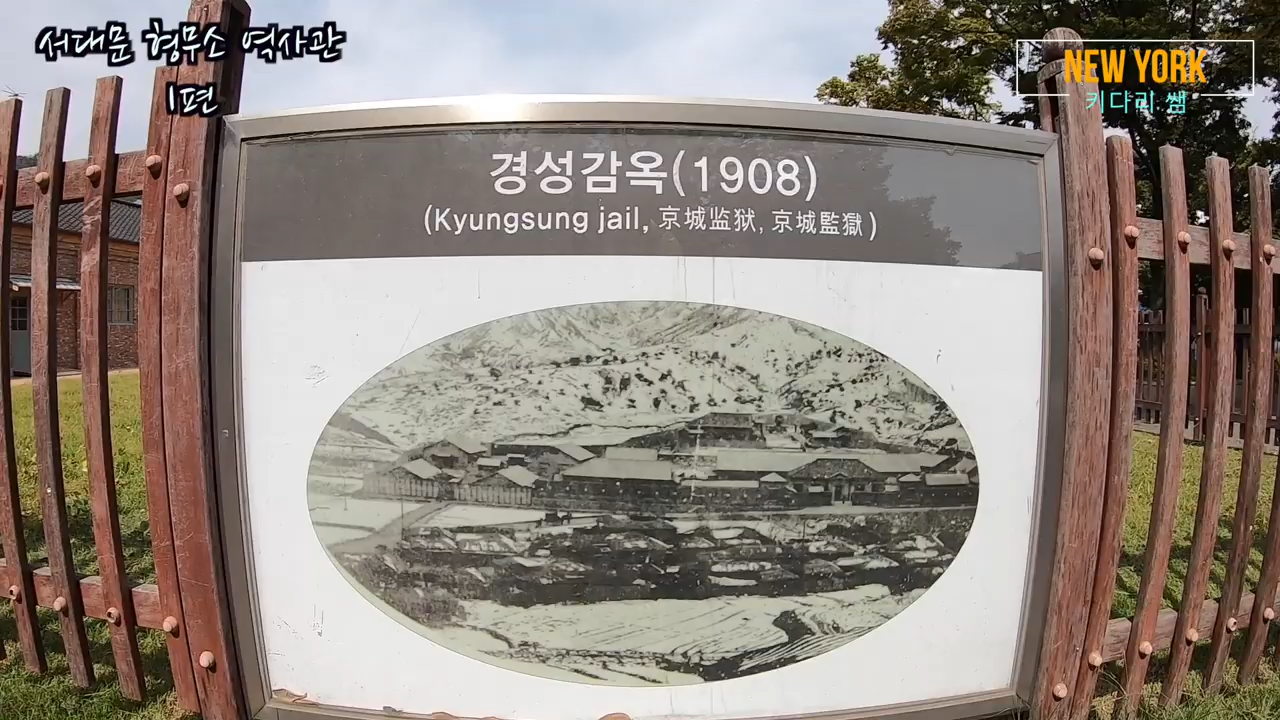 서대문 형무소 역사관
1편
NEW YORK
키다리 쌤
경성감옥(1908)
(Kyungsung jail, 京城监狱, 京城監獄)